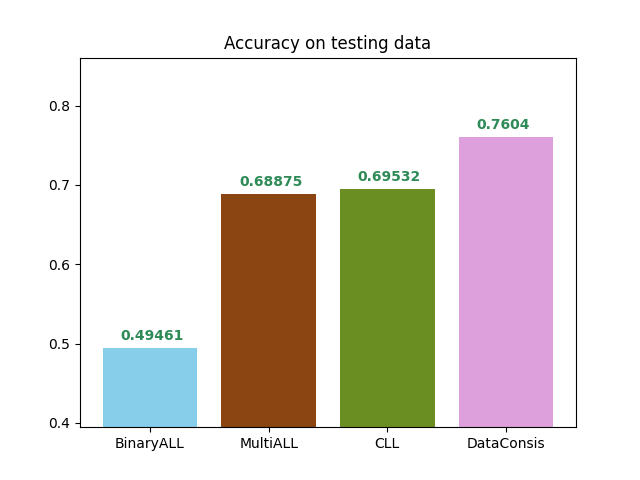 Accuracy on testing data
0.8
0.7
0.6
0.5
0.4
0.49461
0.68875
0.69532
0.7604
BinaryALL
MultiALL
CLL
DataConsis